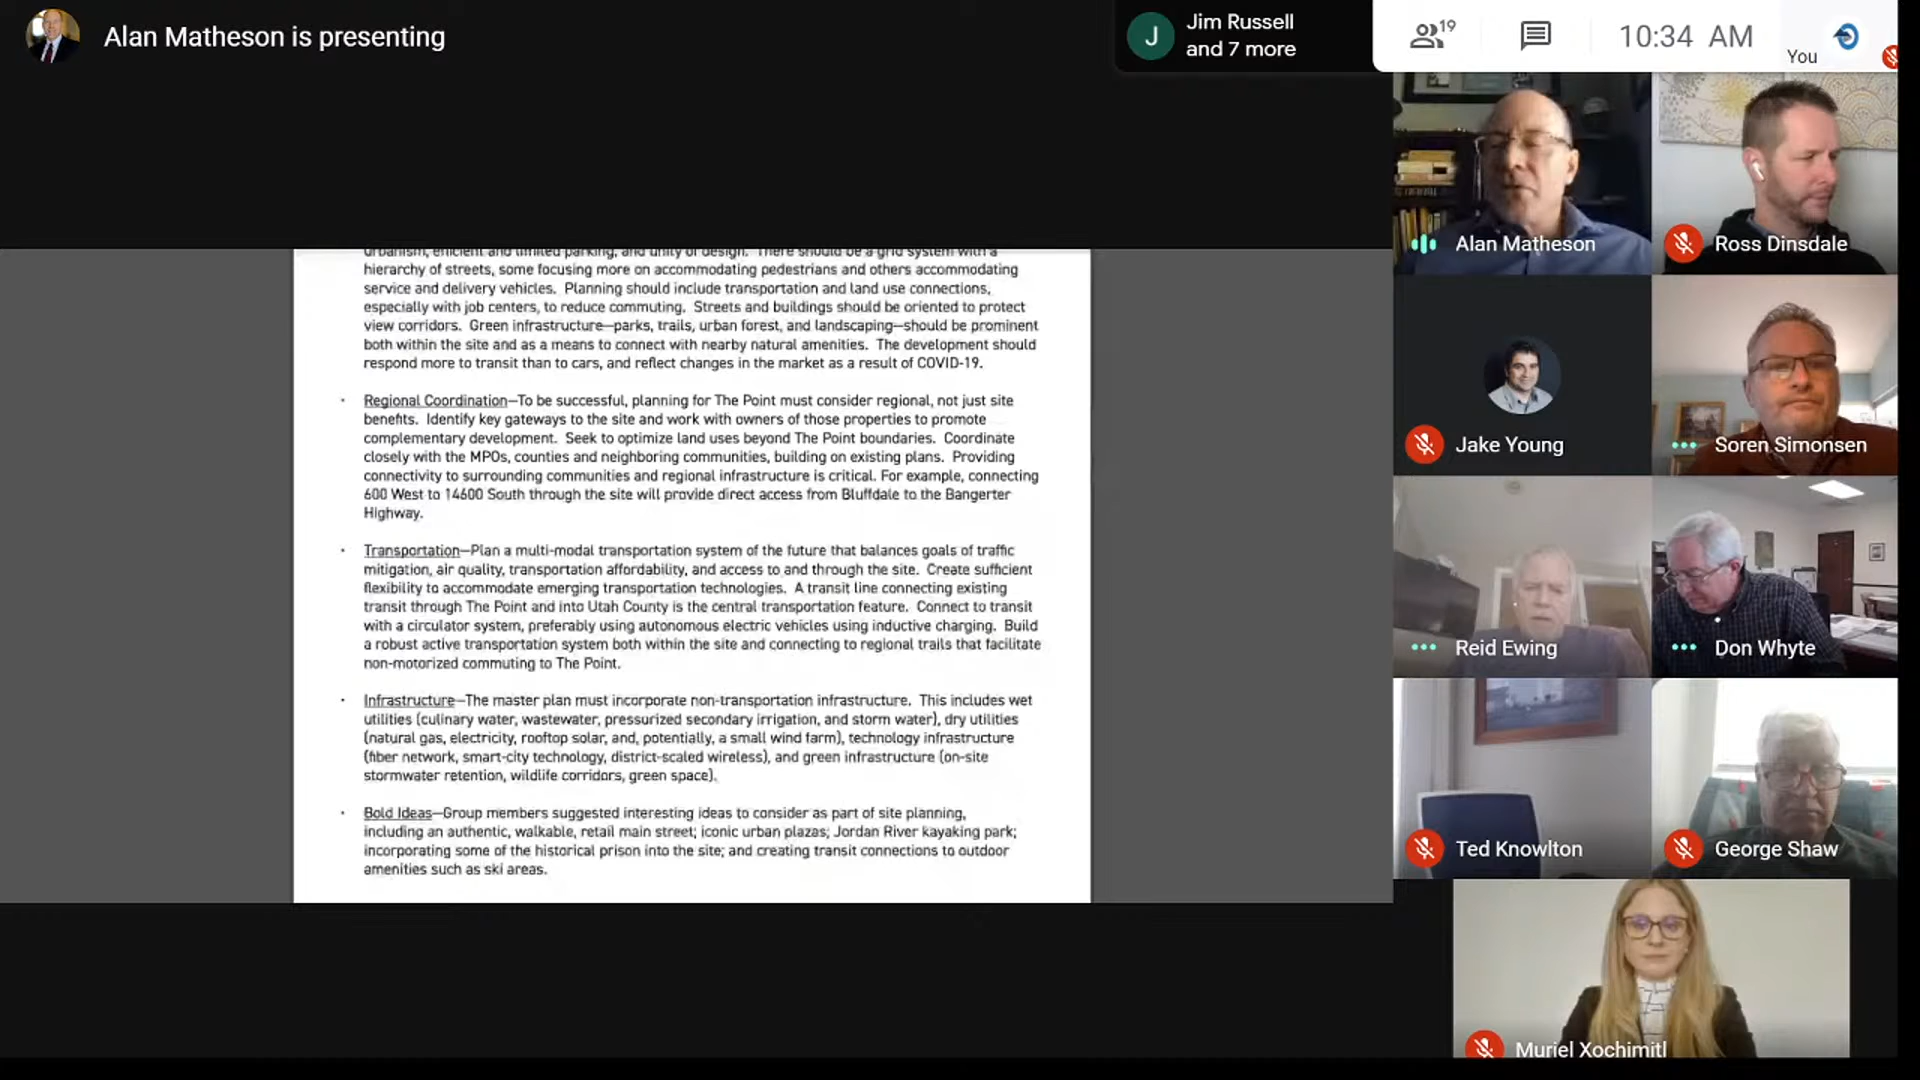 Alan Matheson is presenting
J
Jim Russell
and 7 more
19
10:34 AM
You
urbanism, efficient and limited parking, and unity of design. There should be a grid system with a
hierarchy of streets, some focusing more on accommodating pedestrians and others accommodating
service and delivery vehicles. Planning should include transportation and land use connections,
especially with job centers, to reduce commuting. Streets and buildings should be oriented to protect
view corridors. Green infrastructure—parks, trails, urban forest, and landscaping—should be prominent
both within the site and as a means to connect with nearby natural amenities. The development should
respond more to transit than to cars, and reflect changes in the market as a result of COVID-19.
· Regional Coordination—To be successful, planning for The Point must consider regional, not just site
benefits. Identify key gateways to the site and work with owners of those properties to promote
complementary development. Seek to optimize land uses beyond The Point boundaries. Coordinate
closely with the MPOs, counties and neighboring communities, building on existing plans. Providing
connectivity to surrounding communities and regional infrastructure is critical. For example, connecting
600 West to 14600 South through the site will provide direct access from Bluffdale to the Bangerter
Highway.
· Transportation—Plan a multi-modal transportation system of the future that balances goals of traffic
mitigation, air quality, transportation affordability, and access to and through the site. Create sufficient
flexibility to accommodate emerging transportation technologies. A transit line connecting existing
transit through The Point and into Utah County is the central transportation feature. Connect to transit
with a circulator system, preferably using autonomous electric vehicles using inductive charging. Build
a robust active transportation system both within the site and connecting to regional trails that facilitate
non-motorized commuting to The Point.
· Infrastructure—The master plan must incorporate non-transportation infrastructure. This includes wet
utilities (culinary water, wastewater, pressurized secondary irrigation, and storm water), dry utilities
(natural gas, electricity, rooftop solar, and, potentially, a small wind farm), technology infrastructure
(fiber network, smart-city technology, district-scaled wireless), and green infrastructure (on-site
stormwater retention, wildlife corridors, green space).
· Bold Ideas—Group members suggested interesting ideas to consider as part of site planning,
including an authentic, walkable, retail main street; iconic urban plazas; Jordan River kayaking park;
incorporating some of the historical prison into the site; and creating transit connections to outdoor
amenities such as ski areas.
Alan Matheson
Ross Dinsdale
Jake Young
Soren Simonsen
Reid Ewing
Don Whyte
Ted Knowlton
George Shaw
Muriel Xochimitl